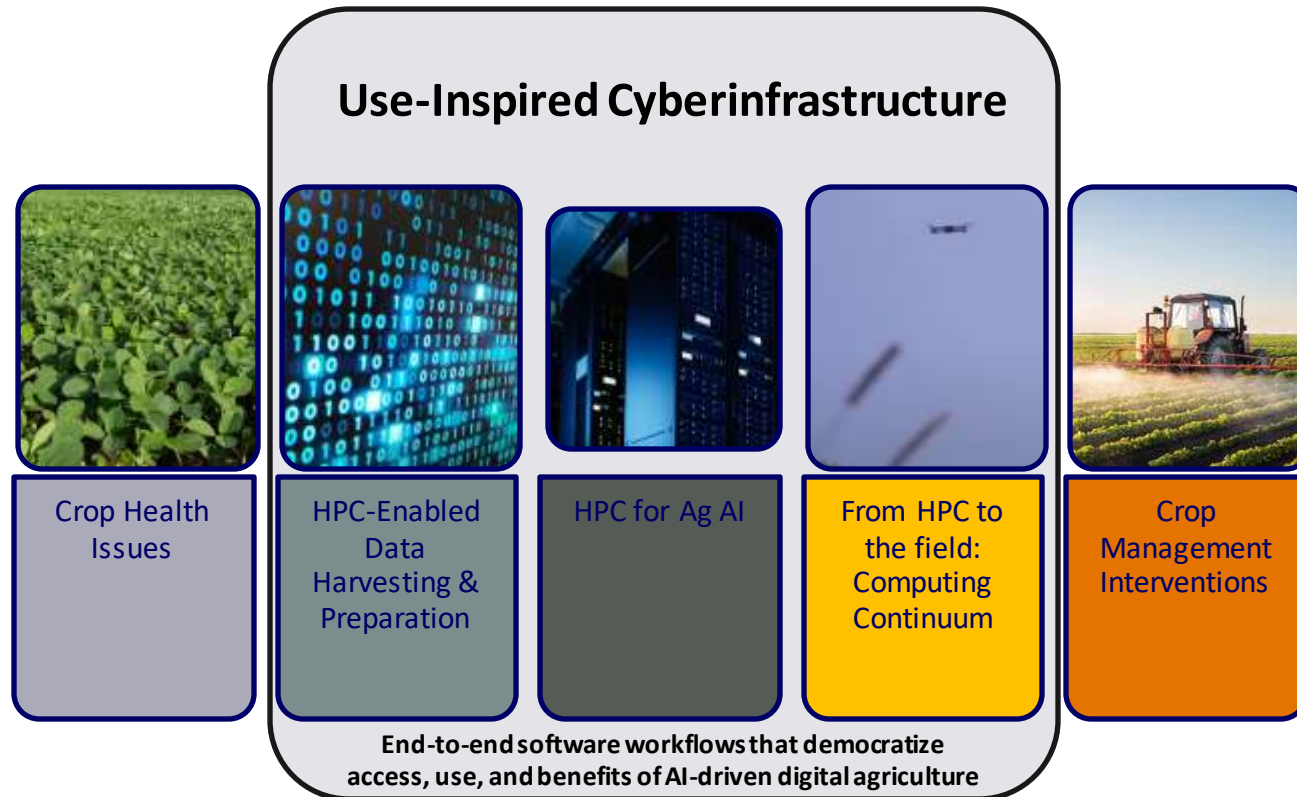 Use-Inspired Cyberinfrastructure
Crop Health
Issues
HPC-Enabled
Data
Harvesting &
Preparation
HPC for Ag AI
From HPC to
the field:
Computing
Continuum
Crop
Management
Interventions
End-to-end software workflows that democratize
access, use, and benefits of AI-driven digital agriculture